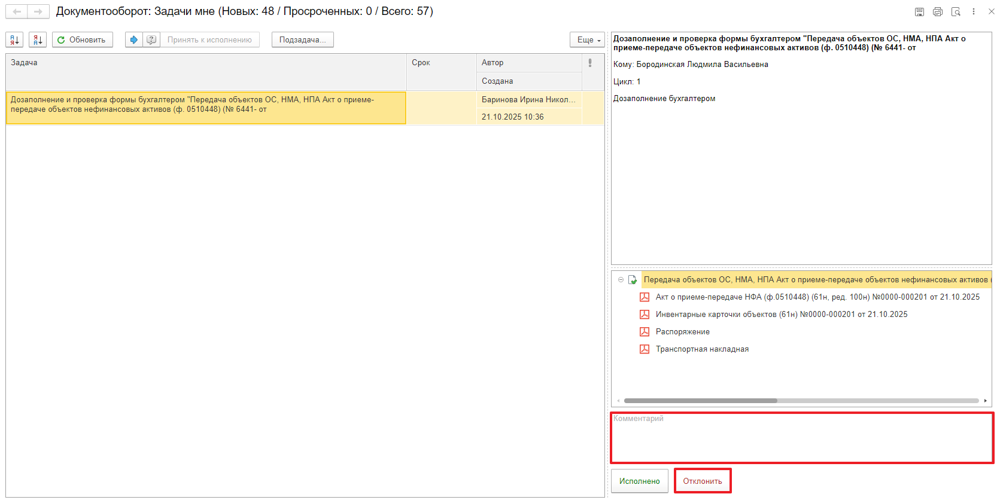 Документооборот: Задачи мне (Новых: 48 / Просроченных: 0 / Всего: 57)
Обновить
Принять к исполнению
Подзадача...
Еще
Задача
Срок
Автор
Создана
Дозаполнение и проверка формы бухгалтером "Передача объектов ОС, НМА, НПА Акт о приеме-
передаче объектов нефинансовых активов (ф. 0510448) (№ 6441- от
Баринова Ирина Никол...
21.10.2025 10:36
Дозаполнение и проверка формы бухгалтером "Передача объектов ОС, НМА, НПА Акт о
приеме-передаче объектов нефинансовых активов (ф. 0510448) (№ 6441- от
Кому: Бородинская Людмила Васильевна
Цикл: 1
Дозаполнение бухгалтером
Передача объектов ОС, НМА, НПА Акт о приеме-передаче объектов нефинансовых активов (
Акт о приеме-передаче НФА (ф.0510448) (61н, ред. 100н) №0000-000201 от 21.10.2025
Инвентарные карточки объектов (61н) №0000-000201 от 21.10.2025
Распоряжение
Транспортная накладная
Комментарий
Исполнено
Отклонить